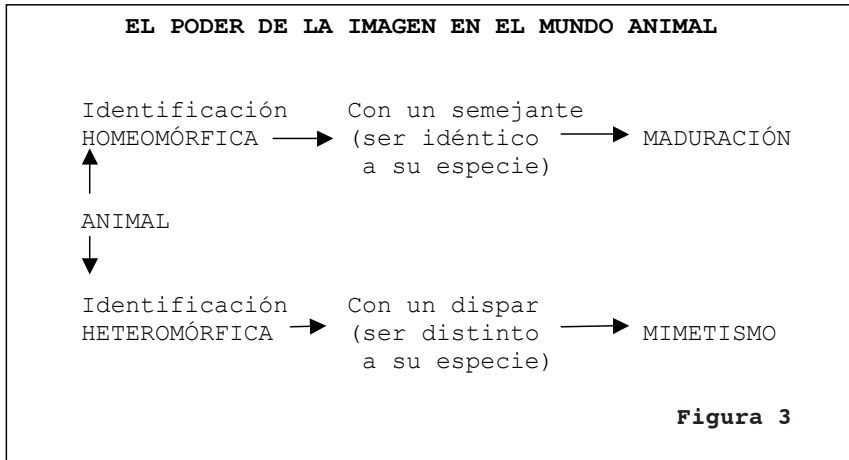 EL PODER DE LA IMAGEN EN EL MUNDO ANIMAL
Identificación Con un semejante
HOMEOMÓRFICA (ser idéntico MADURACIÓN
a su especie)
ANIMAL
Identificación Con un dispar
HETEROMÓRFICA (ser distinto MIMETISMO
a su especie)
Figura 3